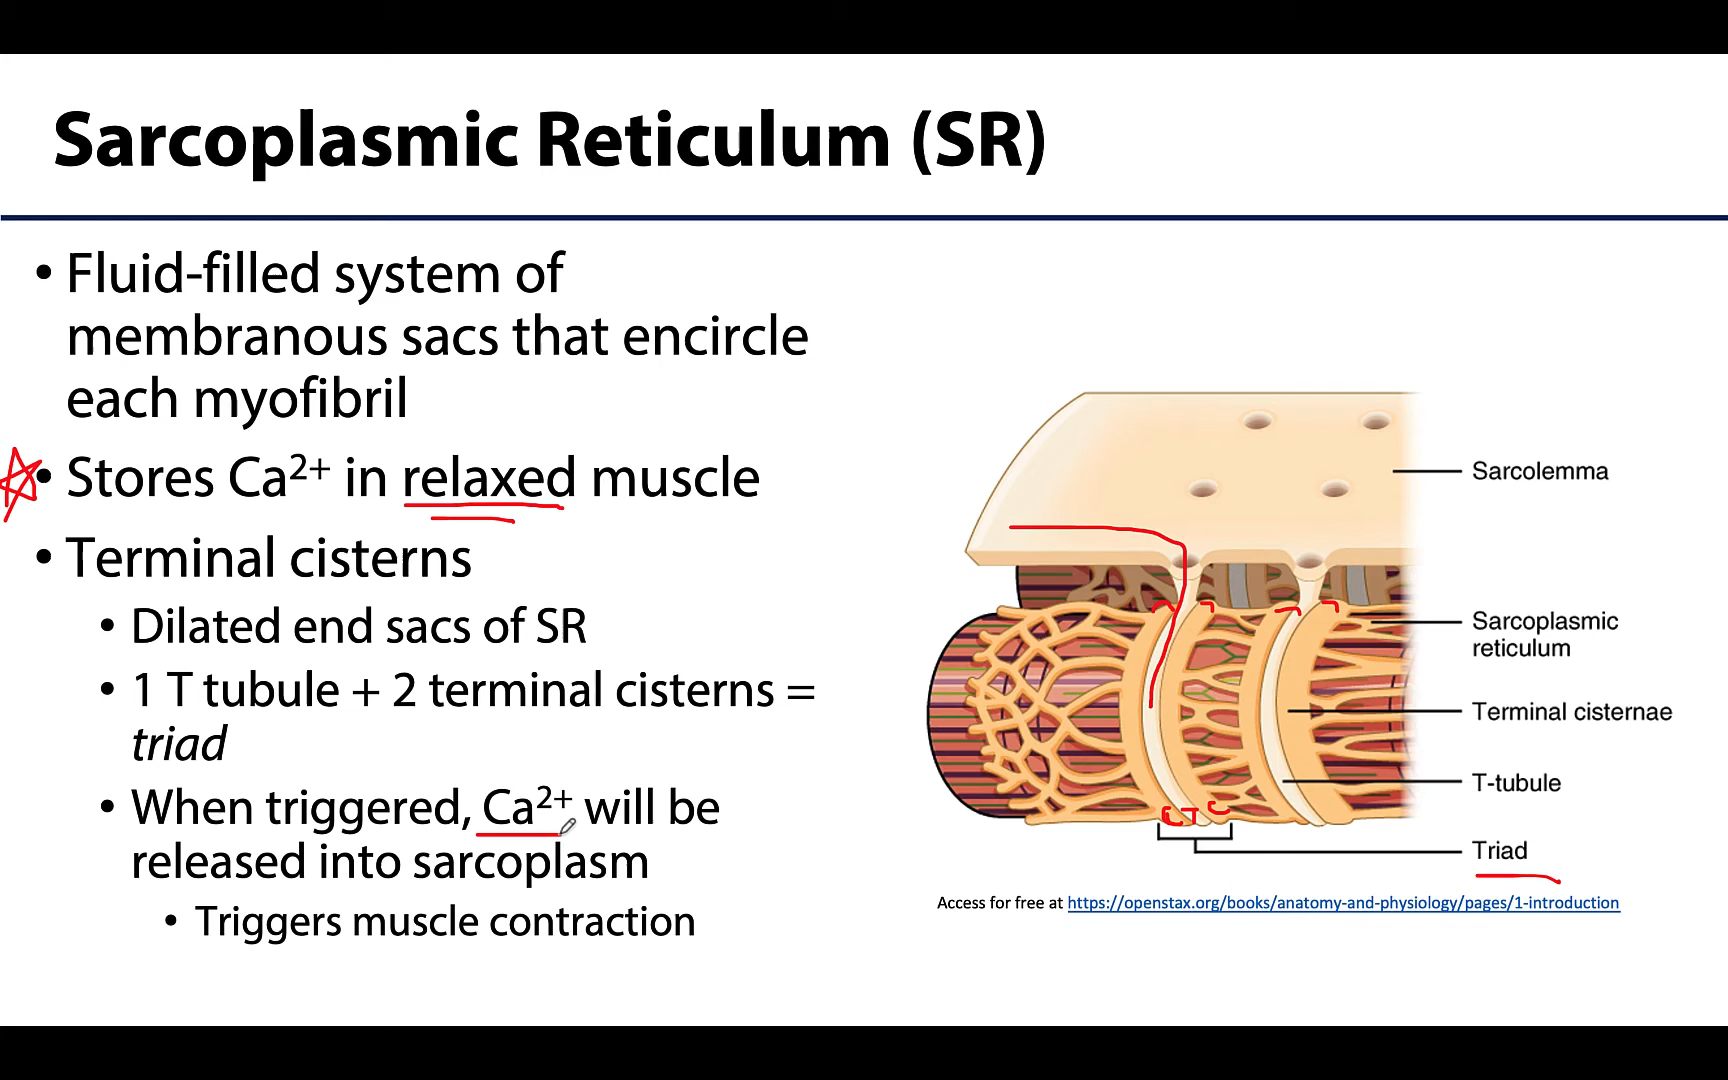 Sarcoplasmic Reticulum (SR)
• Fluid-filled system of
membranous sacs that encircle
each myofibril
• Stores Ca²⁺ in relaxed muscle
• Terminal cisterns
• Dilated end sacs of SR
• 1 T tubule + 2 terminal cisterns =
triad
• When triggered, Ca²⁺ will be
released into sarcoplasm
• Triggers muscle contraction
Sarcolemma
Sarcoplasmic
reticulum
Terminal cisternae
T-tubule
C T C
Triad
Access for free at https://openstax.org/books/anatomy-and-physiology/pages/1-introduction